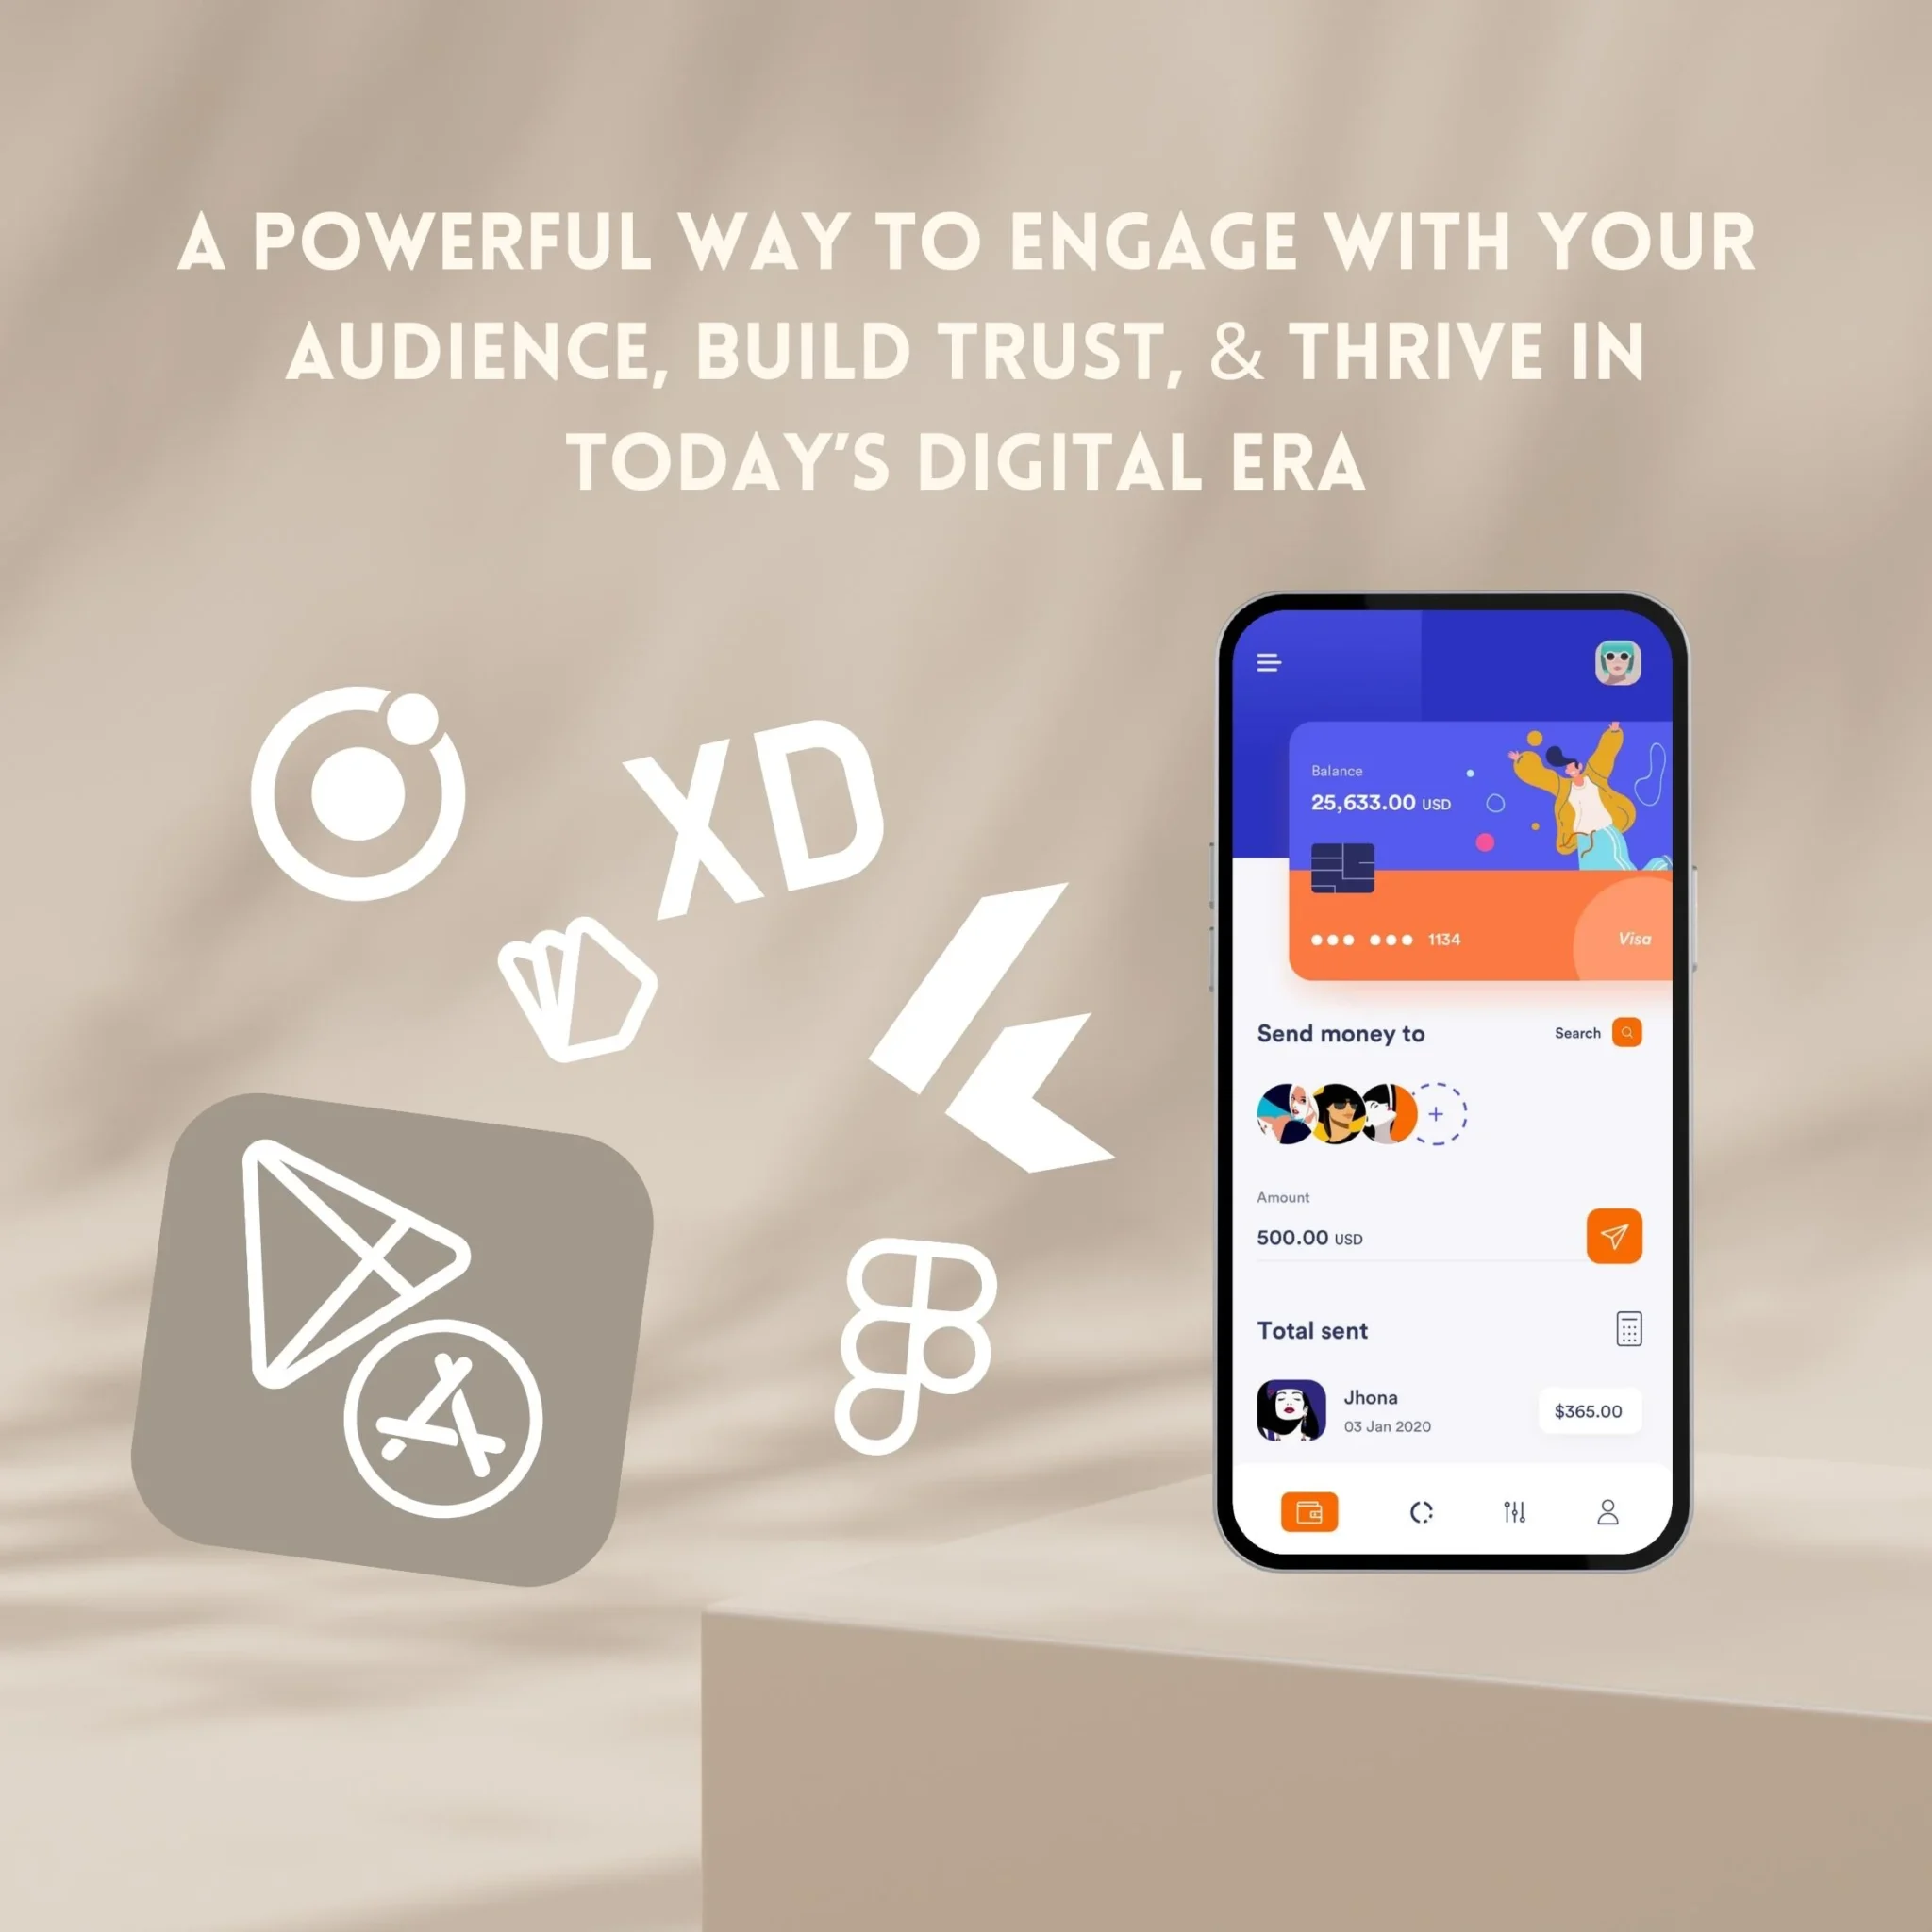 A POWERFUL WAY TO ENGAGE WITH YOUR
AUDIENCE, BUILD TRUST, & THRIVE IN
TODAY'S DIGITAL ERA
XD
Balance
25,633.00 USD
1134
Visa
Send money to
Search
Amount
500.00 USD
Total sent
Jhona
03 Jan 2020
$365.00